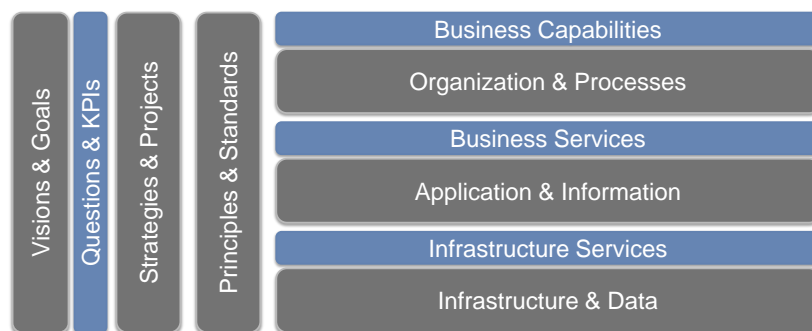 Visions & Goals
Questions & KPIs
Strategies & Projects
Principles & Standards
Business Capabilities
Organization & Processes
Business Services
Application & Information
Infrastructure Services
Infrastructure & Data